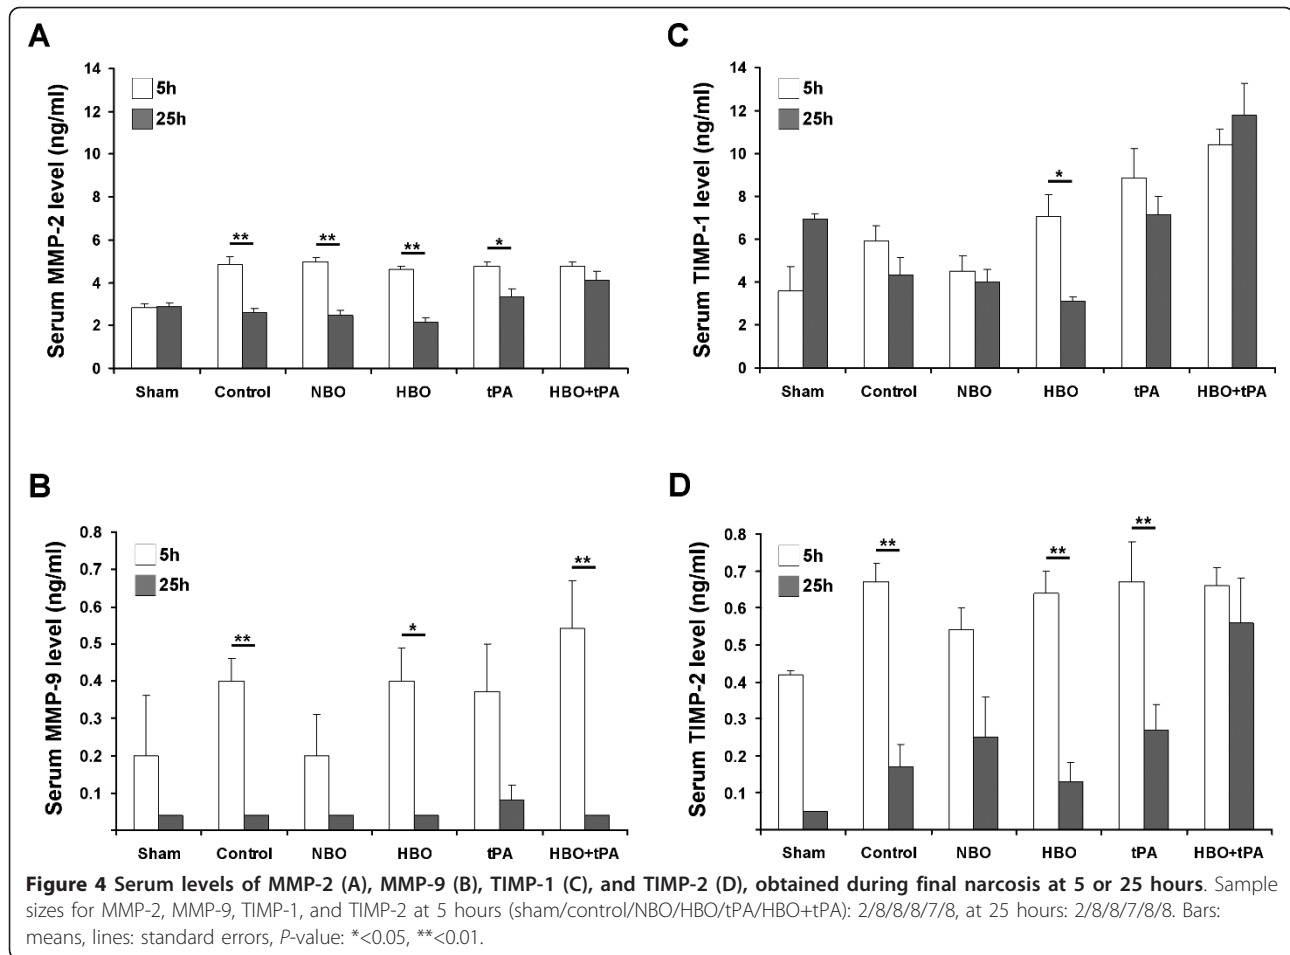 A
14
12
10
8
6
4
2
0
Serum MMP-2 level (ng/ml)
5h
25h
** ** ** *
Sham Control NBO HBO tPA HBO+tPA
C
14
12
10
8
6
4
2
0
Serum TIMP-1 level (ng/ml)
5h
25h
*
Sham Control NBO HBO tPA HBO+tPA
B
0.8
0.7
0.6
0.5
0.4
0.3
0.2
0.1
Serum MMP-9 level (ng/ml)
5h
25h
** * **
Sham Control NBO HBO tPA HBO+tPA
D
0.8
0.7
0.6
0.5
0.4
0.3
0.2
0.1
Serum TIMP-2 level (ng/ml)
5h
25h
** ** **
Sham Control NBO HBO tPA HBO+tPA
Figure 4 Serum levels of MMP-2 (A), MMP-9 (B), TIMP-1 (C), and TIMP-2 (D), obtained during final narcosis at 5 or 25 hours. Sample
sizes for MMP-2, MMP-9, TIMP-1, and TIMP-2 at 5 hours (sham/control/NBO/HBO/tPA/HBO+tPA): 2/8/8/8/7/8, at 25 hours: 2/8/8/7/8/8. Bars:
means, lines: standard errors, P-value: *<0.05, **<0.01.